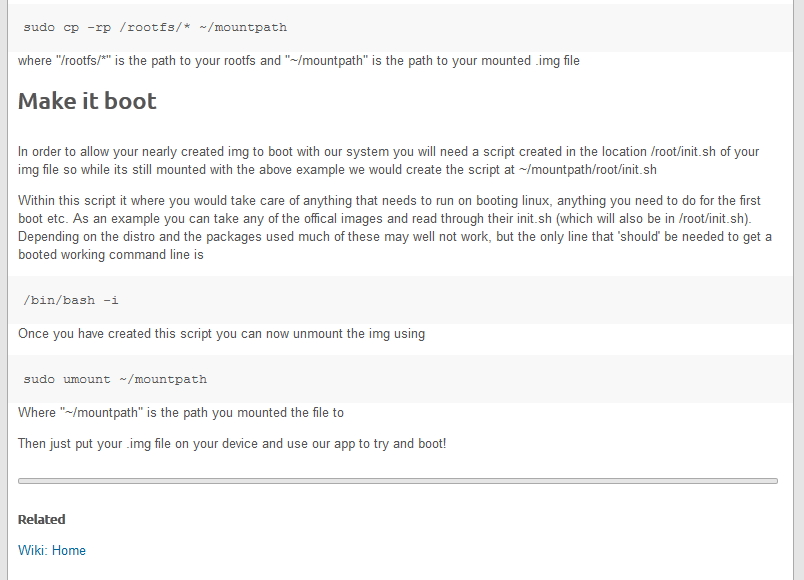 sudo cp -rp /rootfs/* ~/mountpath
where "/rootfs/*" is the path to your rootfs and "~/mountpath" is the path to your mounted .img file
Make it boot
In order to allow your nearly created img to boot with our system you will need a script created in the location /root/init.sh of your
img file so while its still mounted with the above example we would create the script at ~/mountpath/root/init.sh
Within this script it where you would take care of anything that needs to run on booting linux, anything you need to do for the first
boot etc. As an example you can take any of the offical images and read through their init.sh (which will also be in /root/init.sh).
Depending on the distro and the packages used much of these may well not work, but the only line that 'should' be needed to get a
booted working command line is
/bin/bash -i
Once you have created this script you can now unmount the img using
sudo umount ~/mountpath
Where "~/mountpath" is the path you mounted the file to
Then just put your .img file on your device and use our app to try and boot!
Related
Wiki: Home